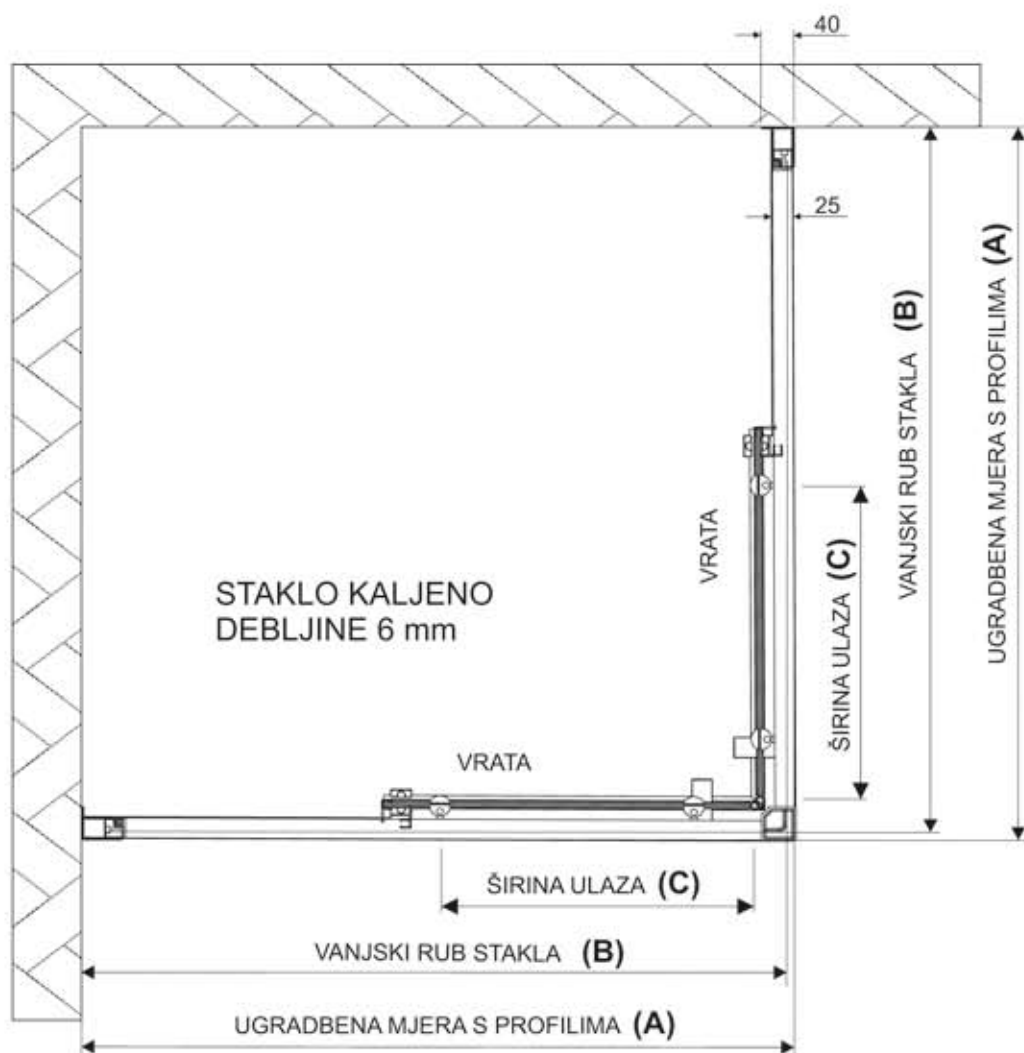 40
25
UGRADBENA MJERA S PROFILIMA (A)
VANJSKI RUB STAKLA (B)
ŠIRINA ULAZA (C)
VRATA
STAKLO KALJENO
DEBLJINE 6 mm
VRATA
ŠIRINA ULAZA (C)
VANJSKI RUB STAKLA (B)
UGRADBENA MJERA S PROFILIMA (A)